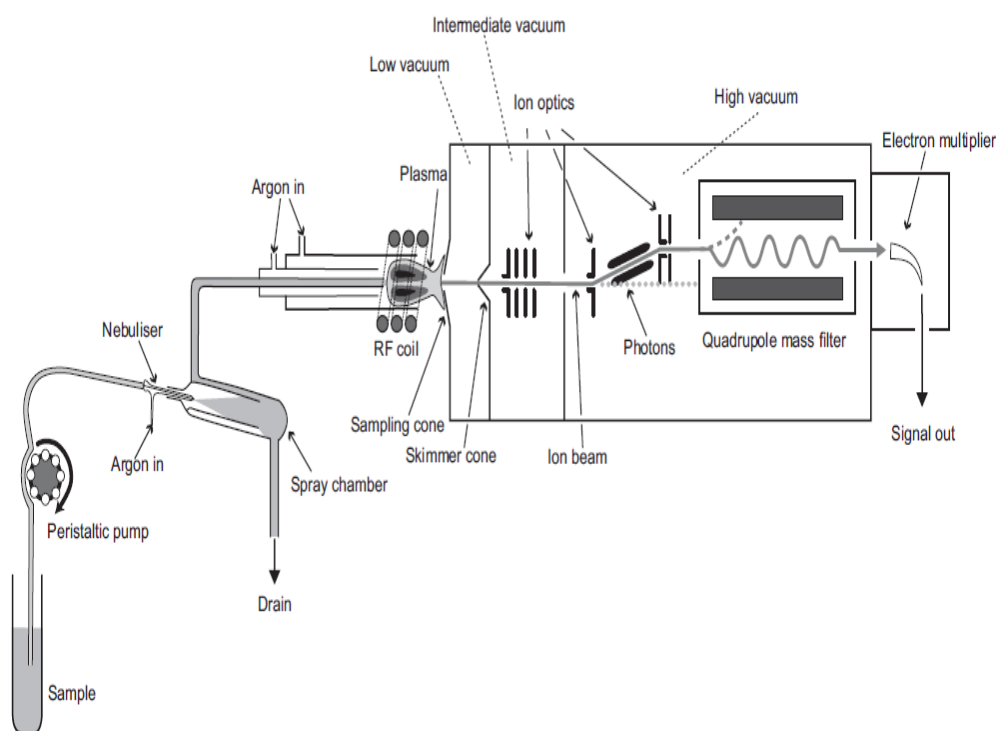 Intermediate vacuum
Low vacuum
Ion optics
High vacuum
Electron multiplier
Plasma
Argon in
RF coil
Photons
Quadrupole mass filter
Nebuliser
Sampling cone
Skimmer cone
Ion beam
Signal out
Argon in
Spray chamber
Peristaltic pump
Drain
Sample